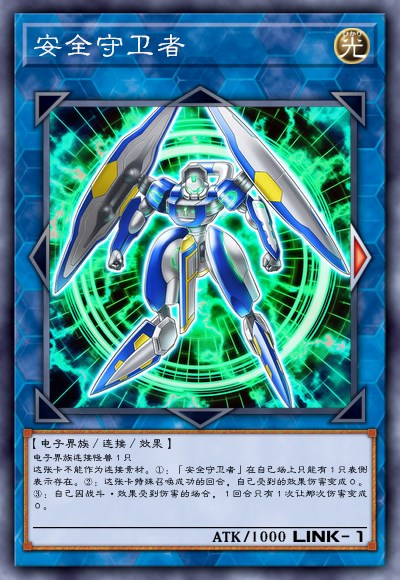 安全守卫者
ひかり
光
【电子界族／连接／效果】
电子界族连接怪兽1只
这张卡不能作为连接素材。①：「安全守卫者」在自己场上只能有1只表侧
表示存在。②：这张卡特殊召唤成功的回合，自己受到的效果伤害变成0。
③：自己因战斗·效果受到伤害的场合，1回合只有1次让那次伤害变成
0。
ATK/1000 LINK-1